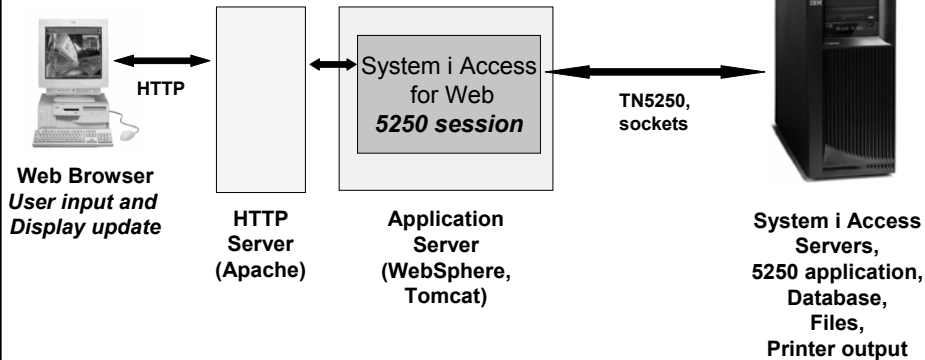 HTTP
System i Access
for Web
5250 session
TN5250,
sockets
IBM
Web Browser
User input and
Display update
HTTP
Server
(Apache)
Application
Server
(WebSphere,
Tomcat)
System i Access
Servers,
5250 application,
Database,
Files,
Printer output